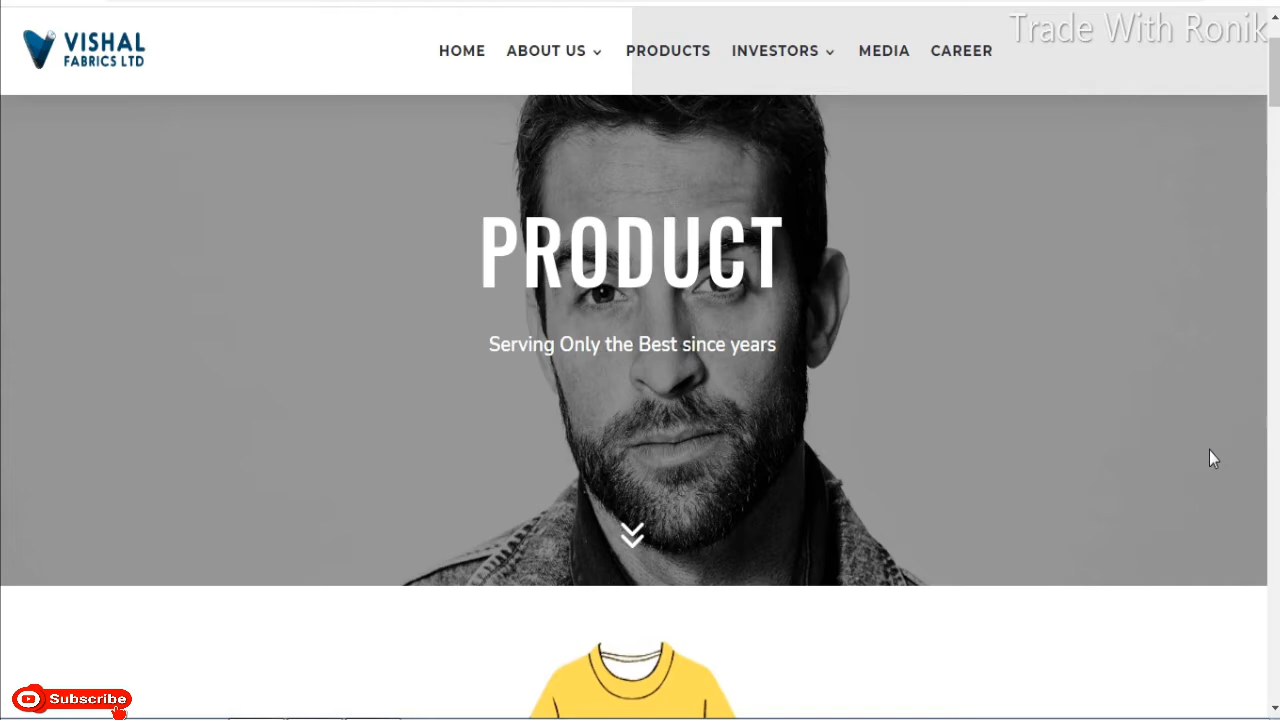 Trade With Ronik
VISHAL
FABRICS LTD
HOME ABOUT US PRODUCTS INVESTORS MEDIA CAREER
PRODUCT
Serving Only the Best since years
Subscribe